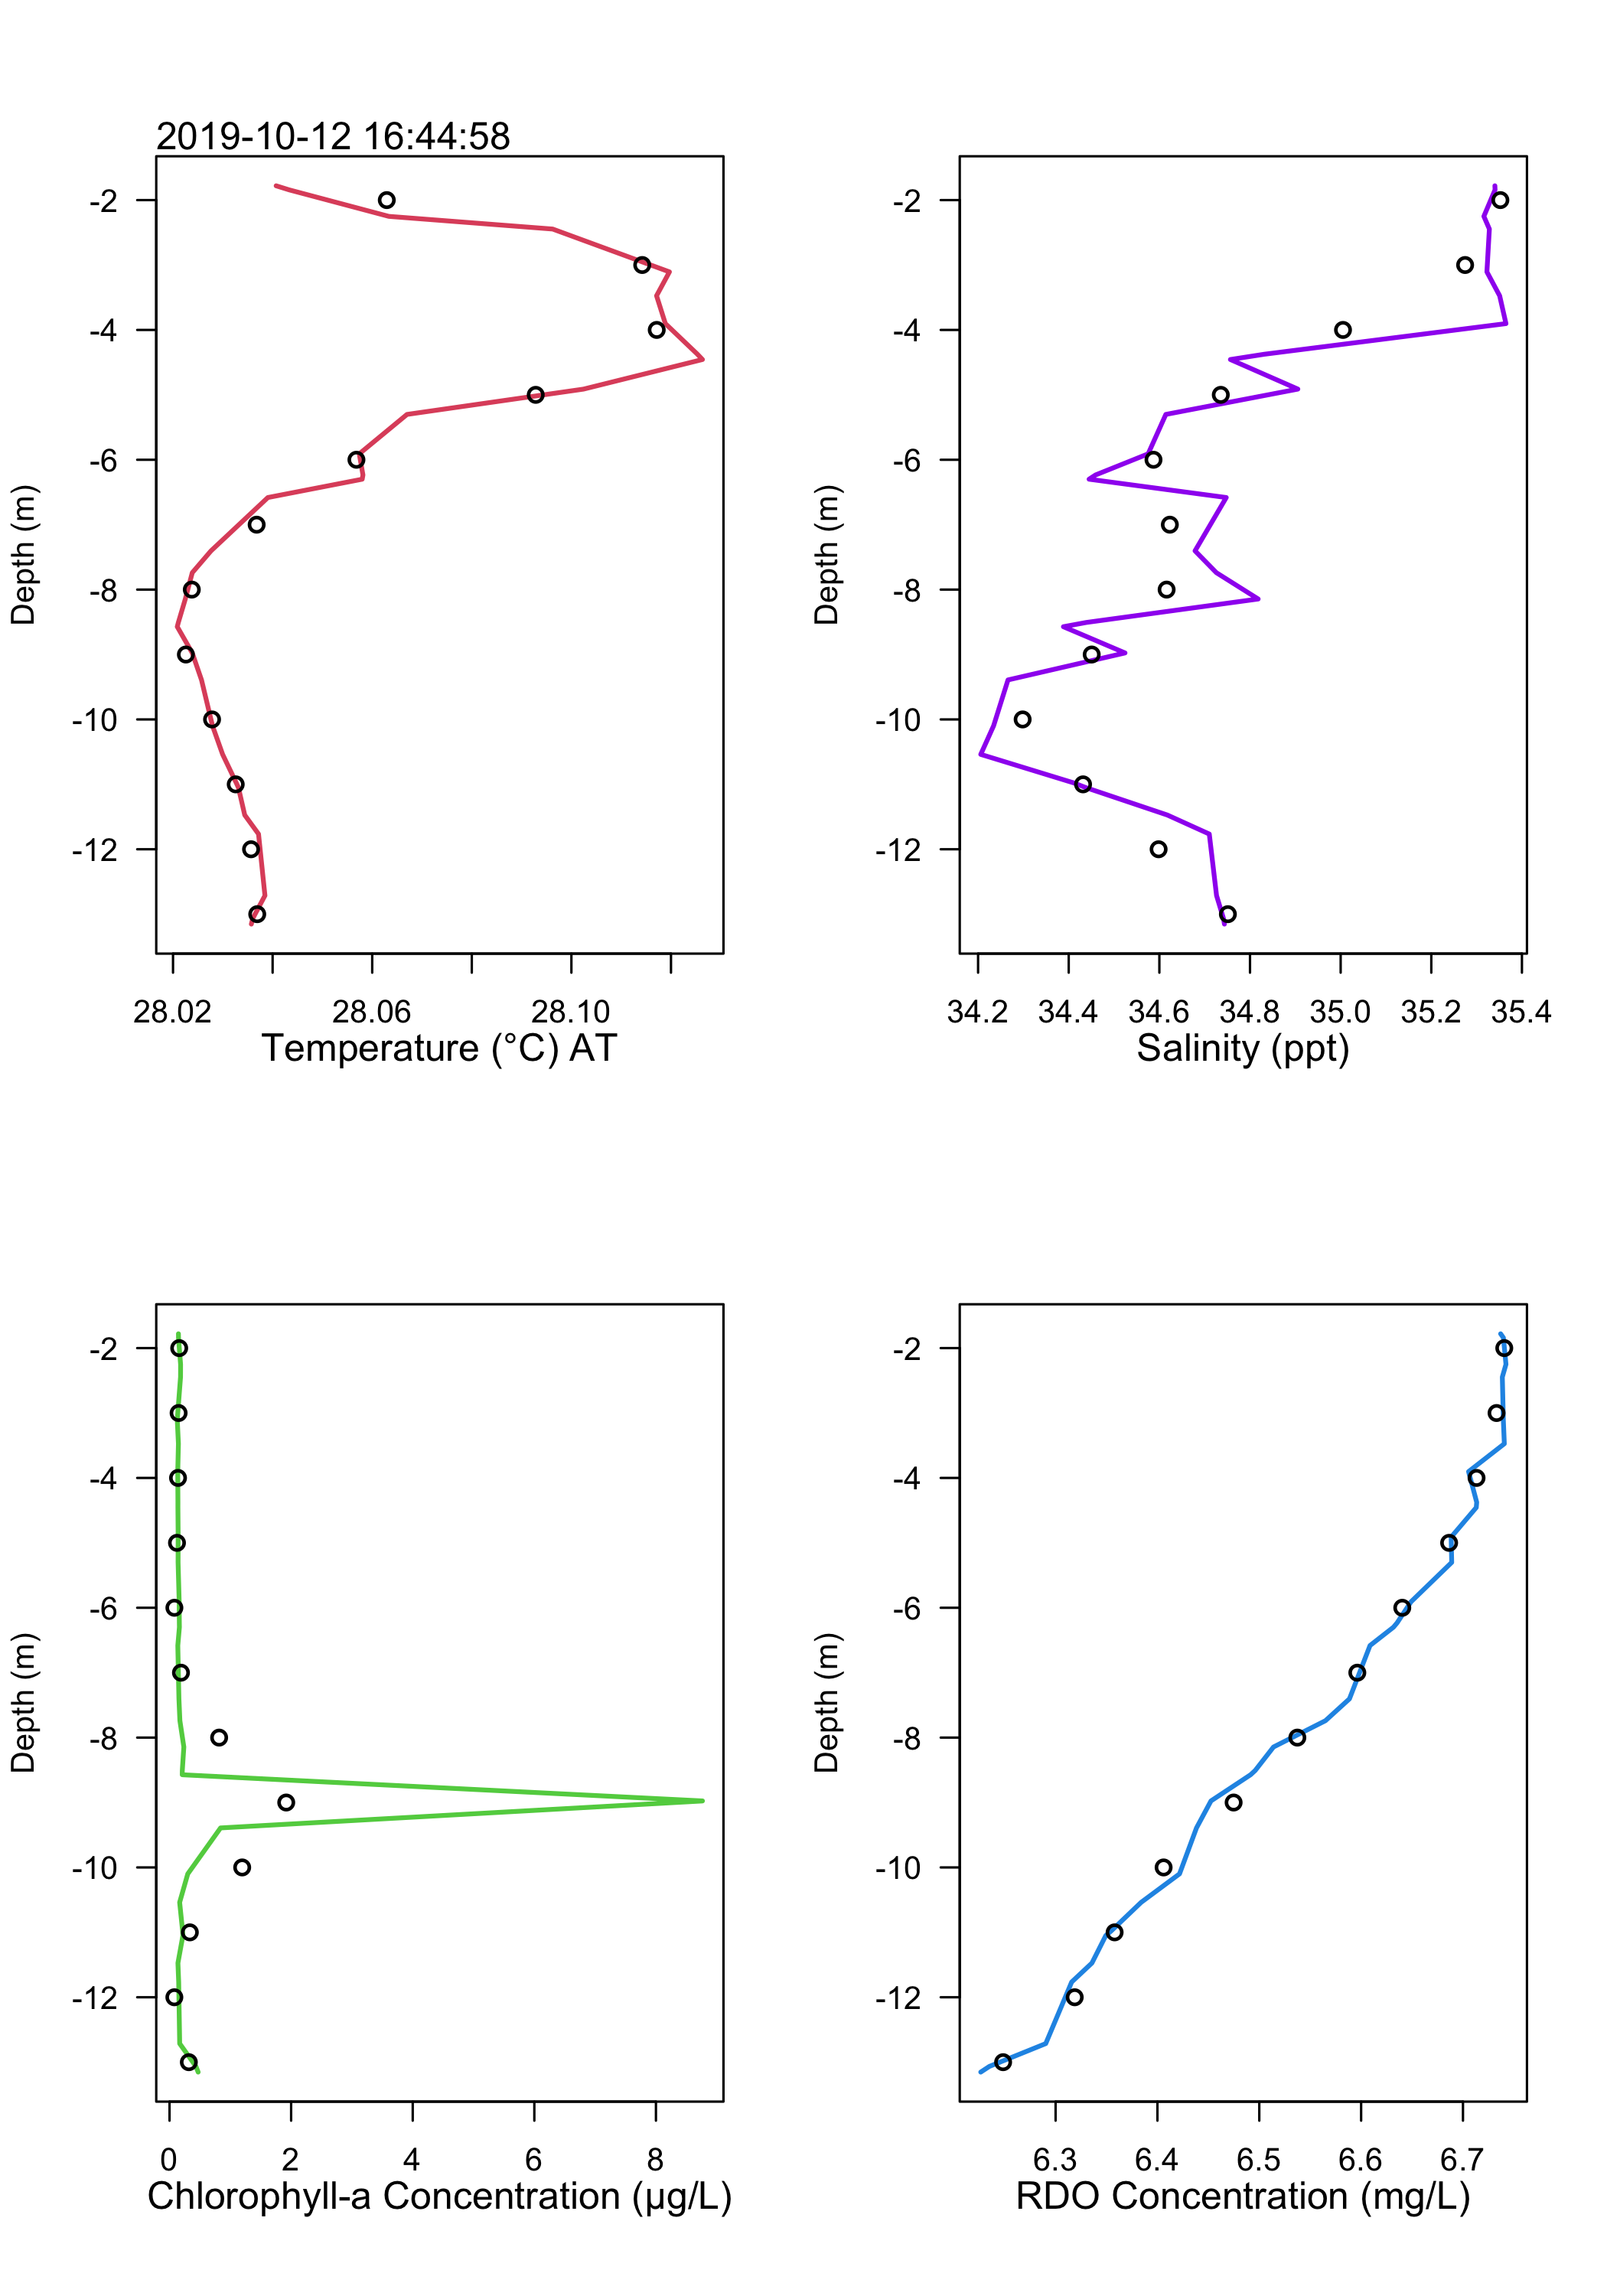 2019-10-12 16:44:58
-2
-4
-6
-8
-10
-12
Depth (m)
28.02 28.06 28.10
Temperature (°C) AT
-2
-4
-6
-8
-10
-12
Depth (m)
34.2 34.4 34.6 34.8 35.0 35.2 35.4
Salinity (ppt)
-2
-4
-6
-8
-10
-12
Depth (m)
0 2 4 6 8
Chlorophyll-a Concentration (µg/L)
-2
-4
-6
-8
-10
-12
Depth (m)
6.3 6.4 6.5 6.6 6.7
RDO Concentration (mg/L)